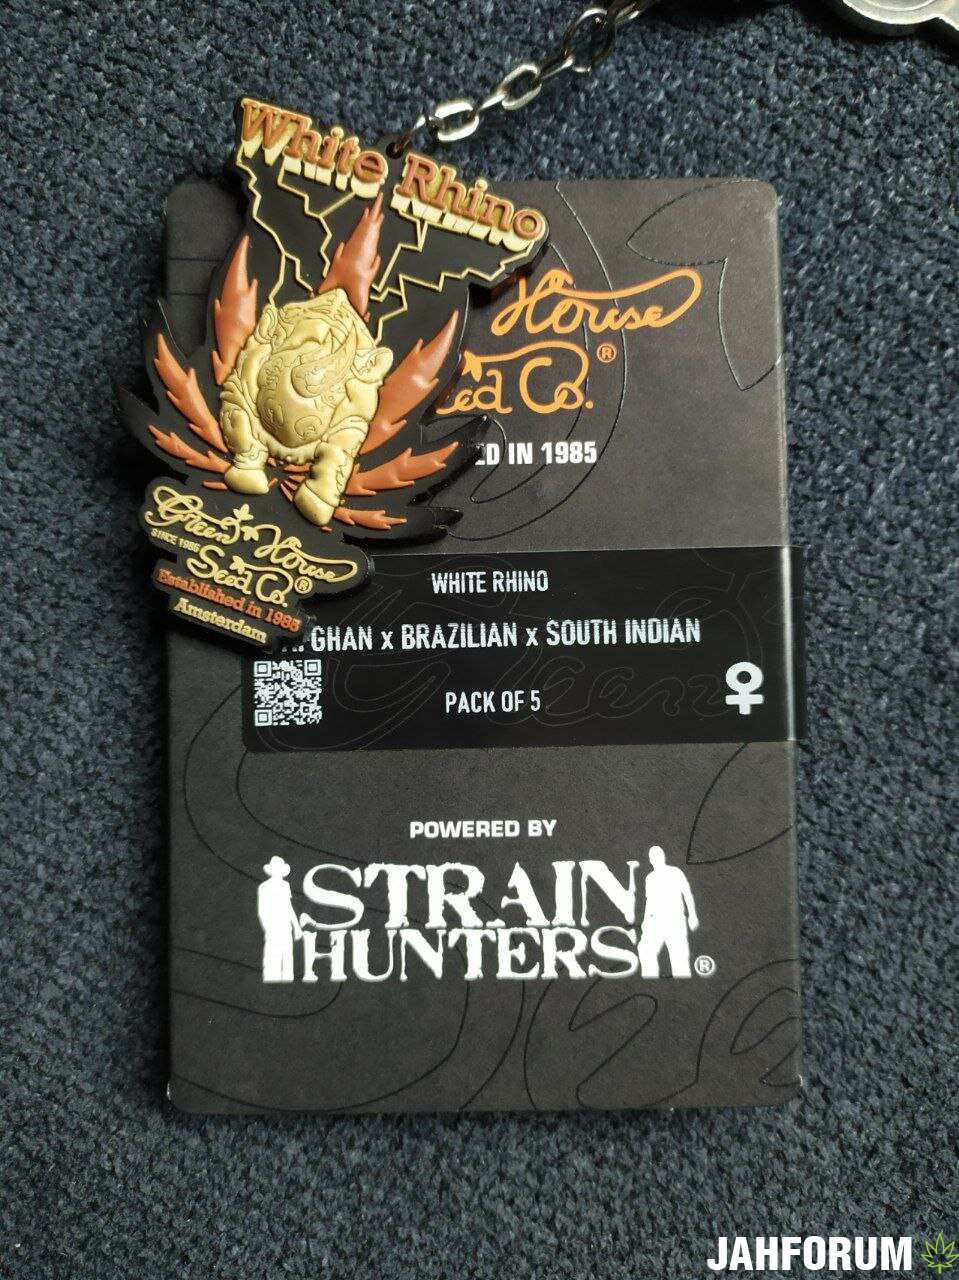 White Rhino
House
Seed Co.®
ED IN 1985
Green House
SINCE 1985
Seed Co.®
Established in 1985
Amsterdam
WHITE RHINO
GHAN x BRAZILIAN x SOUTH INDIAN
PACK OF 5
POWERED BY
STRAIN
HUNTERS®
JAHFORUM